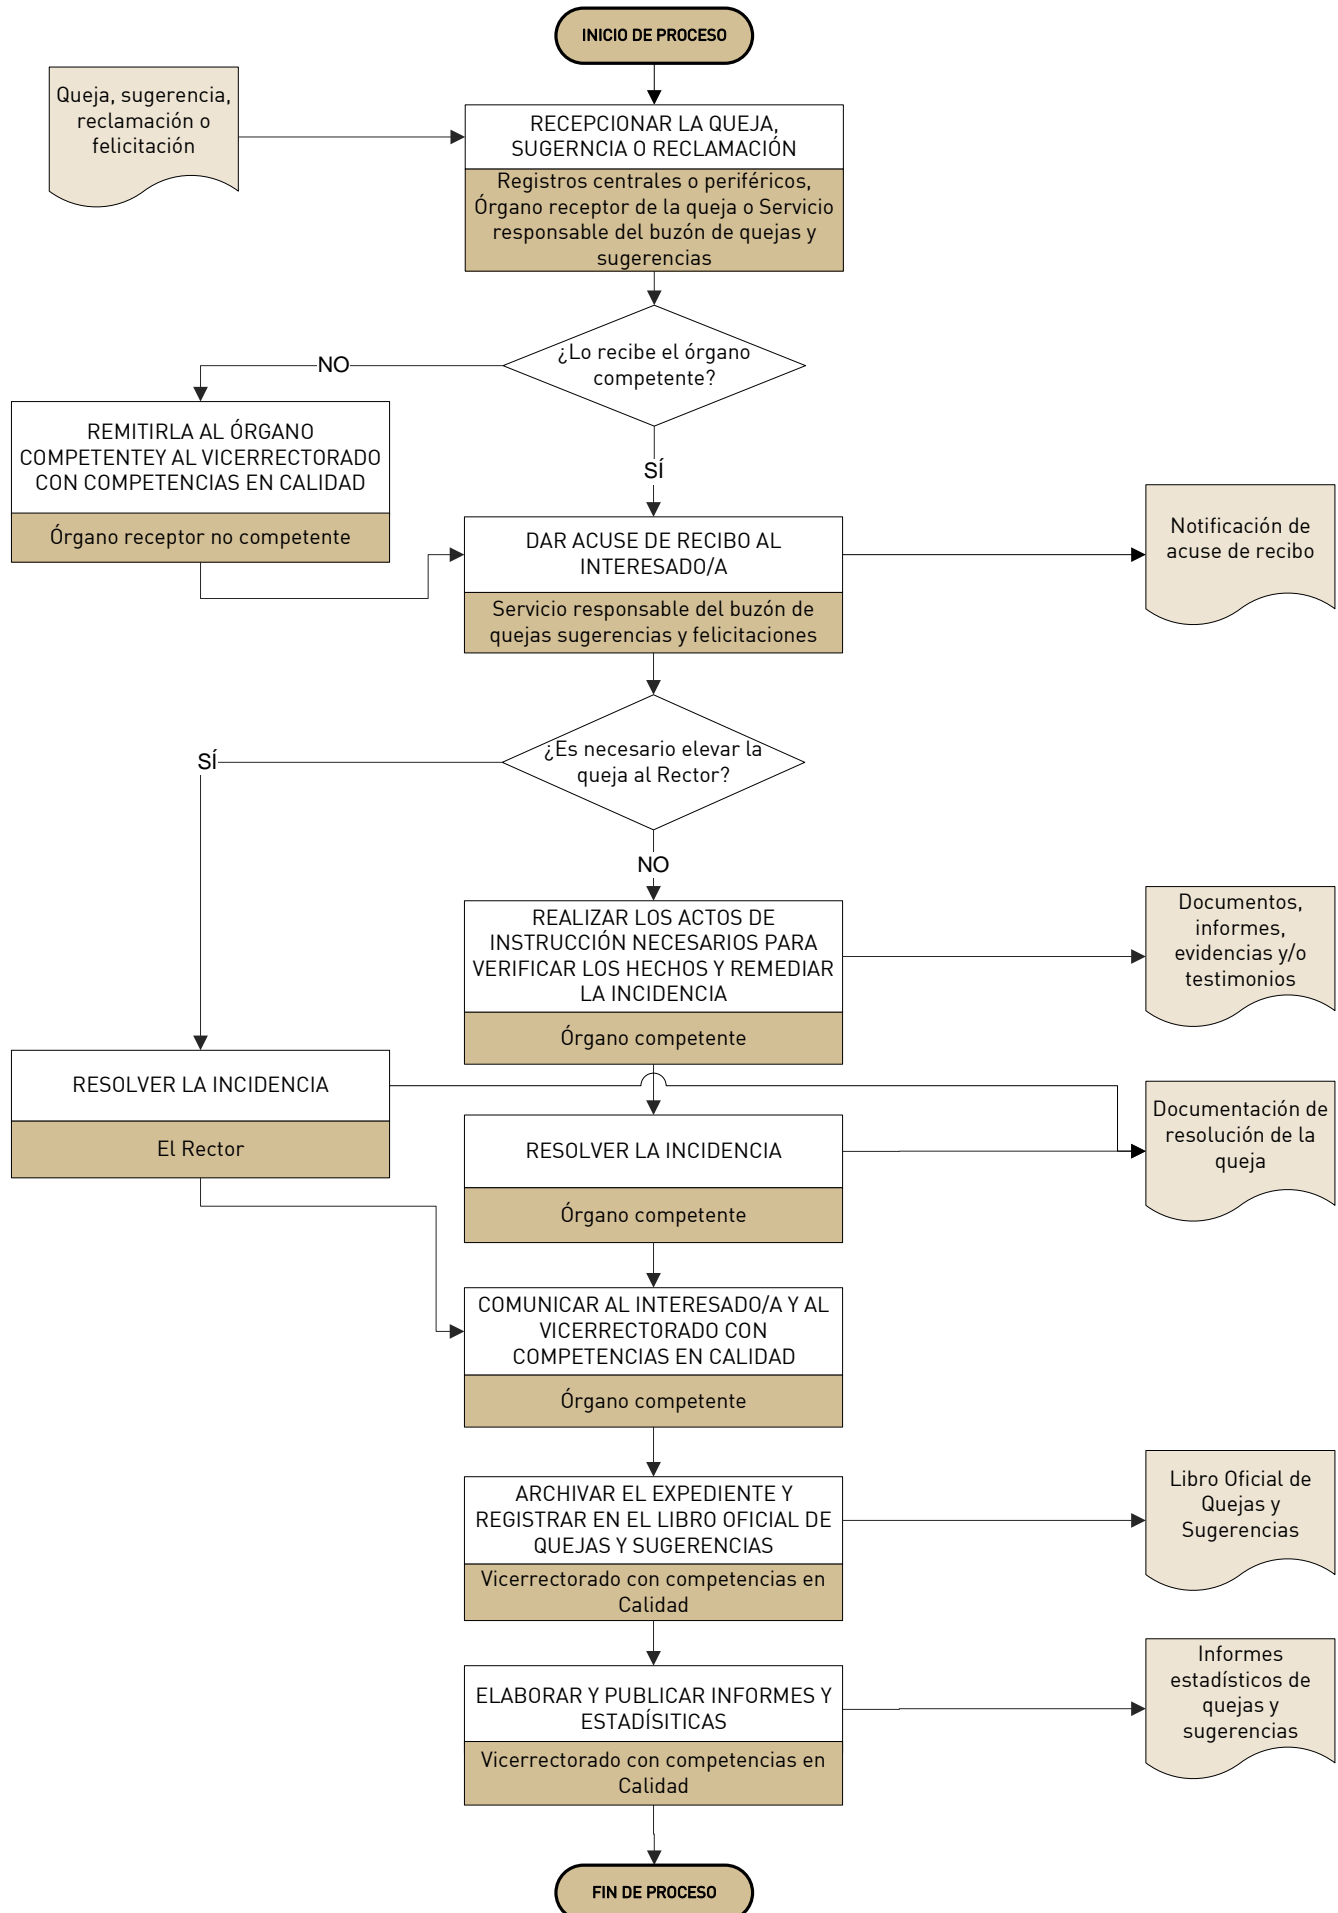 INICIO DE PROCESO
Queja, sugerencia,
reclamación o
felicitación
RECEPCIONAR LA QUEJA,
SUGERNCIA O RECLAMACIÓN
Registros centrales o periféricos,
Órgano receptor de la queja o Servicio
responsable del buzón de quejas y
sugerencias
¿Lo recibe el órgano
competente?
NO
REMITIRLA AL ÓRGANO
COMPETENTEY AL VICERRECTORADO
CON COMPETENCIAS EN CALIDAD
Órgano receptor no competente
SÍ
DAR ACUSE DE RECIBO AL
INTERESADO/A
Servicio responsable del buzón de
quejas sugerencias y felicitaciones
Notificación de
acuse de recibo
¿Es necesario elevar la
queja al Rector?
SÍ
NO
REALIZAR LOS ACTOS DE
INSTRUCCIÓN NECESARIOS PARA
VERIFICAR LOS HECHOS Y REMEDIAR
LA INCIDENCIA
Órgano competente
Documentos,
informes,
evidencias y/o
testimonios
RESOLVER LA INCIDENCIA
El Rector
RESOLVER LA INCIDENCIA
Órgano competente
Documentación de
resolución de la
queja
COMUNICAR AL INTERESADO/A Y AL
VICERRECTORADO CON
COMPETENCIAS EN CALIDAD
Órgano competente
ARCHIVAR EL EXPEDIENTE Y
REGISTRAR EN EL LIBRO OFICIAL DE
QUEJAS Y SUGERENCIAS
Vicerrectorado con competencias en
Calidad
Libro Oficial de
Quejas y
Sugerencias
ELABORAR Y PUBLICAR INFORMES Y
ESTADÍSITICAS
Vicerrectorado con competencias en
Calidad
Informes
estadísticos de
quejas y
sugerencias
FIN DE PROCESO